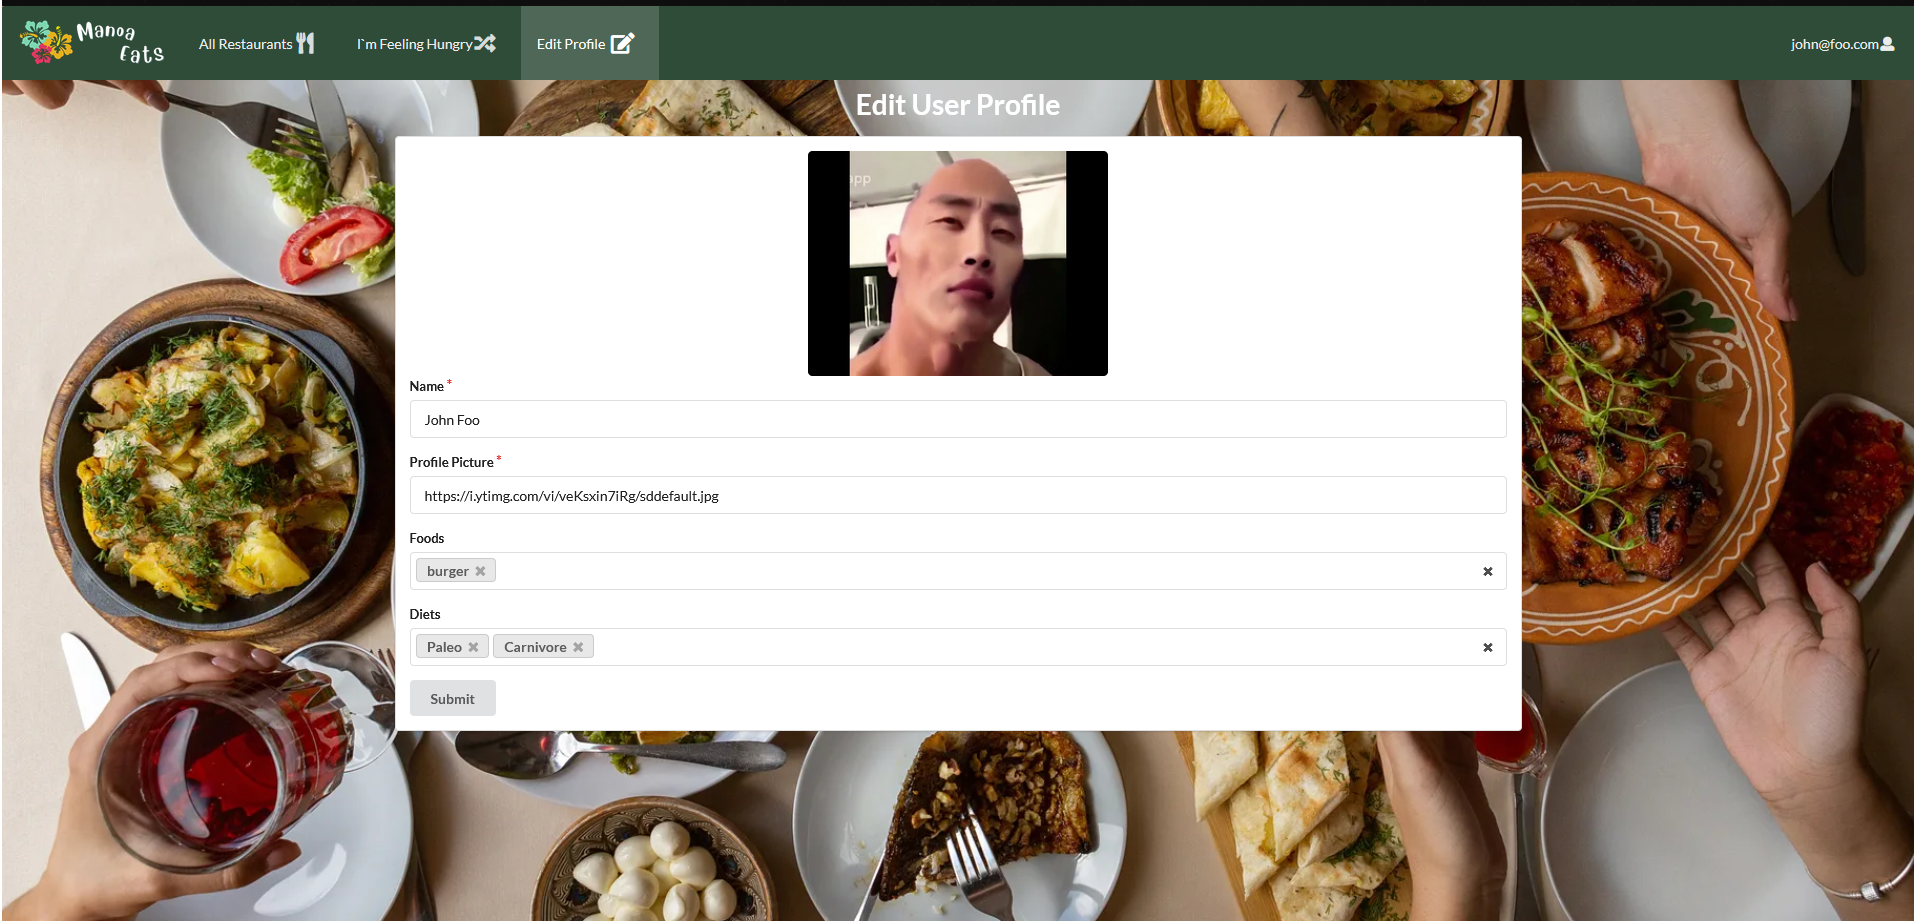 Manoa
Eats
All Restaurants
I`m Feeling Hungry
Edit Profile
john@foo.com
Edit User Profile
app
Name *
John Foo
Profile Picture *
https://i.ytimg.com/vi/veKsxin7iRg/sddefault.jpg
Foods
burger
Diets
Paleo Carnivore
Submit